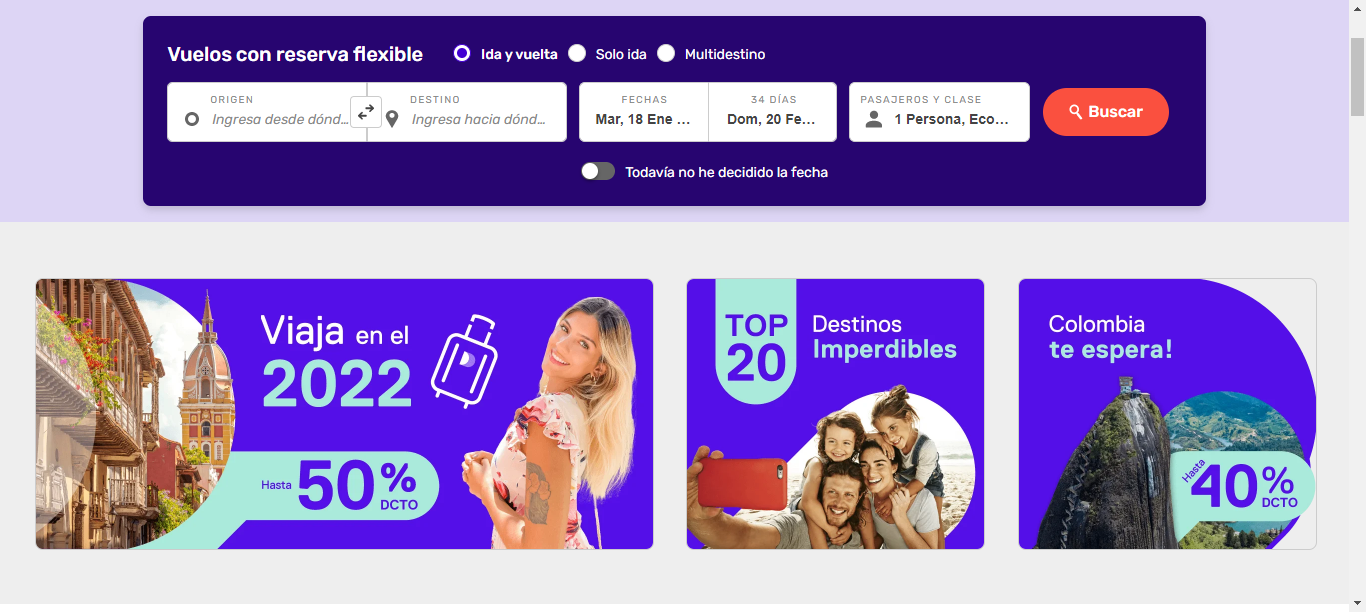 Vuelos con reserva flexible
Ida y vuelta
Solo ida
Multidestino
ORIGEN
Ingresa desde dónd...
DESTINO
Ingresa hacia dónd...
FECHAS
Mar, 18 Ene ...
34 DÍAS
Dom, 20 Fe...
PASAJEROS Y CLASE
1 Persona, Eco...
Buscar
Todavía no he decidido la fecha
Viaja en el
2022
Hasta 50%
DCTO
TOP
20
Destinos
Imperdibles
Colombia
te espera!
Hasta
40%
DCTO